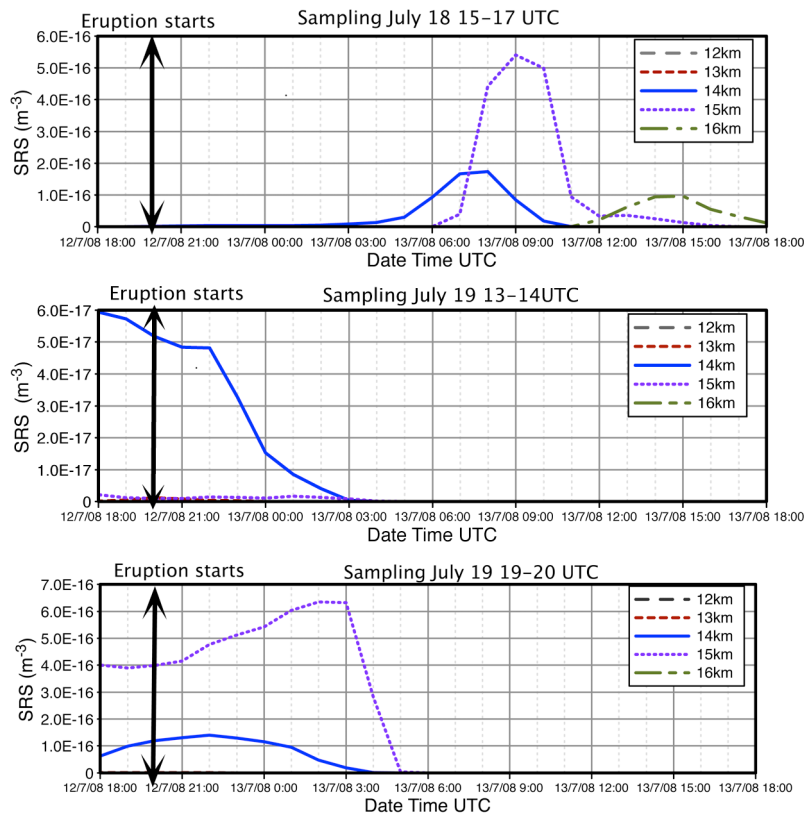 Eruption starts Sampling July 18 15-17 UTC
6.0E-16
5.0E-16
4.0E-16
3.0E-16
2.0E-16
1.0E-16
0
SRS (m⁻³)
12km
13km
14km
15km
16km
12/7/08 18:00 12/7/08 21:00 13/7/08 00:00 13/7/08 03:00 13/7/08 06:00 13/7/08 09:00 13/7/08 12:00 13/7/08 15:00 13/7/08 18:00
Date Time UTC
Eruption starts Sampling July 19 13-14UTC
6.0E-17
5.0E-17
4.0E-17
3.0E-17
2.0E-17
1.0E-17
0
SRS (m⁻³)
12km
13km
14km
15km
16km
12/7/08 18:00 12/7/08 21:00 13/7/08 00:00 13/7/08 03:00 13/7/08 06:00 13/7/08 09:00 13/7/08 12:00 13/7/08 15:00 13/7/08 18:00
Date Time UTC
Eruption starts Sampling July 19 19-20 UTC
7.0E-16
6.0E-16
5.0E-16
4.0E-16
3.0E-16
2.0E-16
1.0E-16
0
SRS (m⁻³)
12km
13km
14km
15km
16km
12/7/08 18:00 12/7/08 21:00 13/7/08 00:00 13/7/08 03:00 13/7/08 06:00 13/7/08 09:00 13/7/08 12:00 13/7/08 15:00 13/7/08 18:00
Date Time UTC